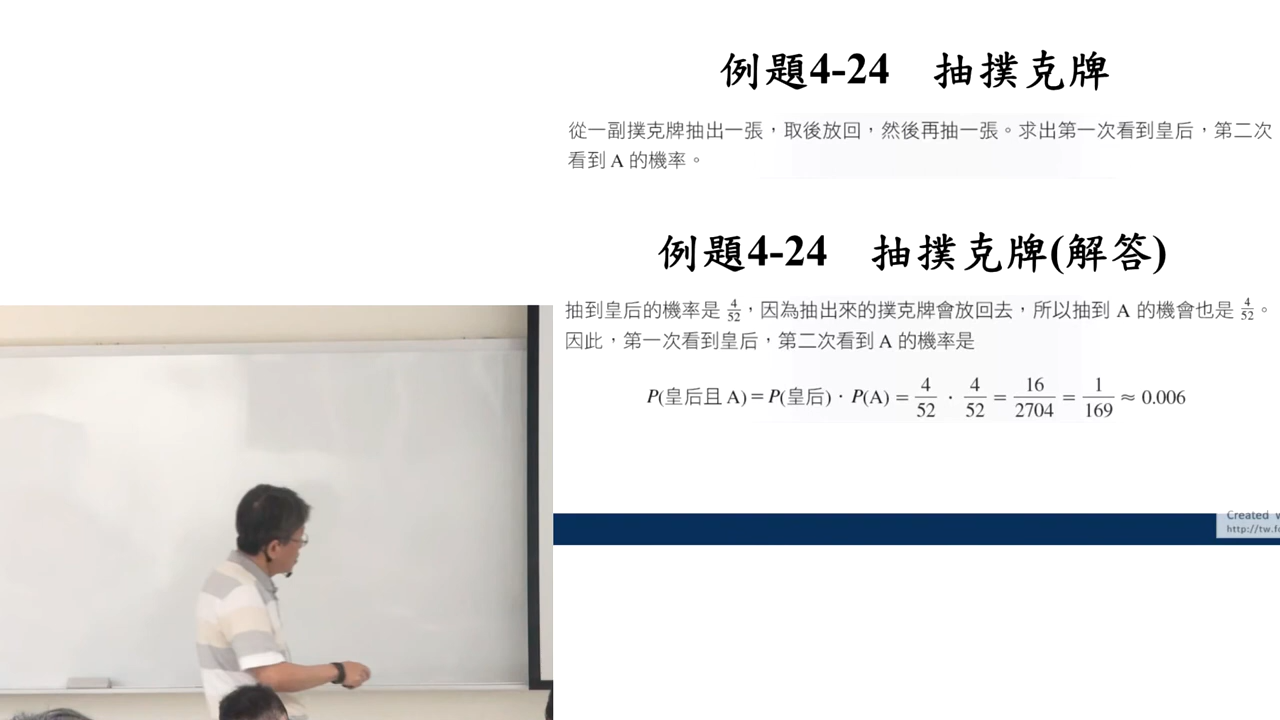 例題4-24 抽撲克牌
從一副撲克牌抽出一張，取後放回，然後再抽一張。求出第一次看到皇后，第二次
看到 A 的機率。
例題4-24 抽撲克牌(解答)
抽到皇后的機率是 4/52，因為抽出來的撲克牌會放回去，所以抽到 A 的機會也是 4/52。
因此，第一次看到皇后，第二次看到 A 的機率是
P(皇后且 A) = P(皇后) · P(A) = 4/52 · 4/52 = 16/2704 = 1/169 ≈ 0.006
Created
http://tw.f